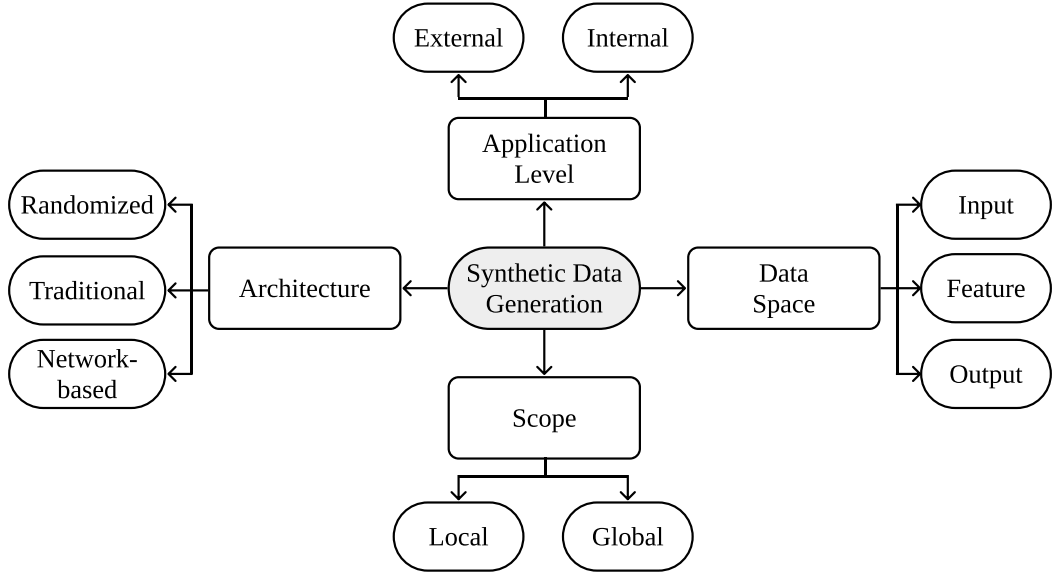 External
Internal
Application
Level
Randomized
Input
Synthetic Data
Generation
Architecture
Data
Space
Traditional
Feature
Network-
based
Output
Scope
Local
Global